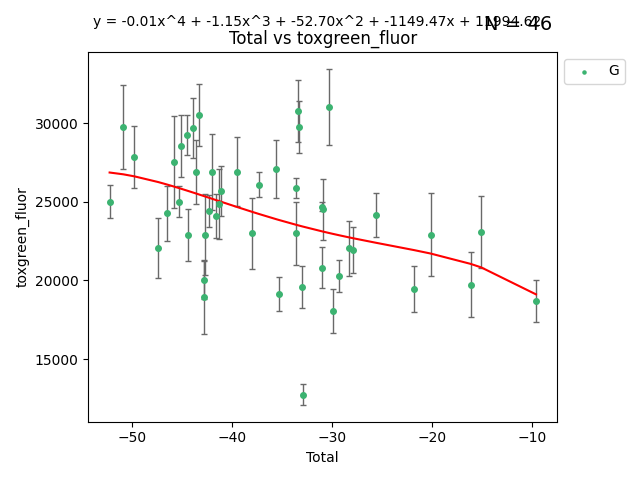 y = -0.01x^4 + -1.15x^3 + -52.70x^2 + -1149.47x + 11994.62
N = 46
Total vs toxgreen_fluor
G
30000
25000
20000
15000
toxgreen_fluor
−50 −40 −30 −20 −10
Total